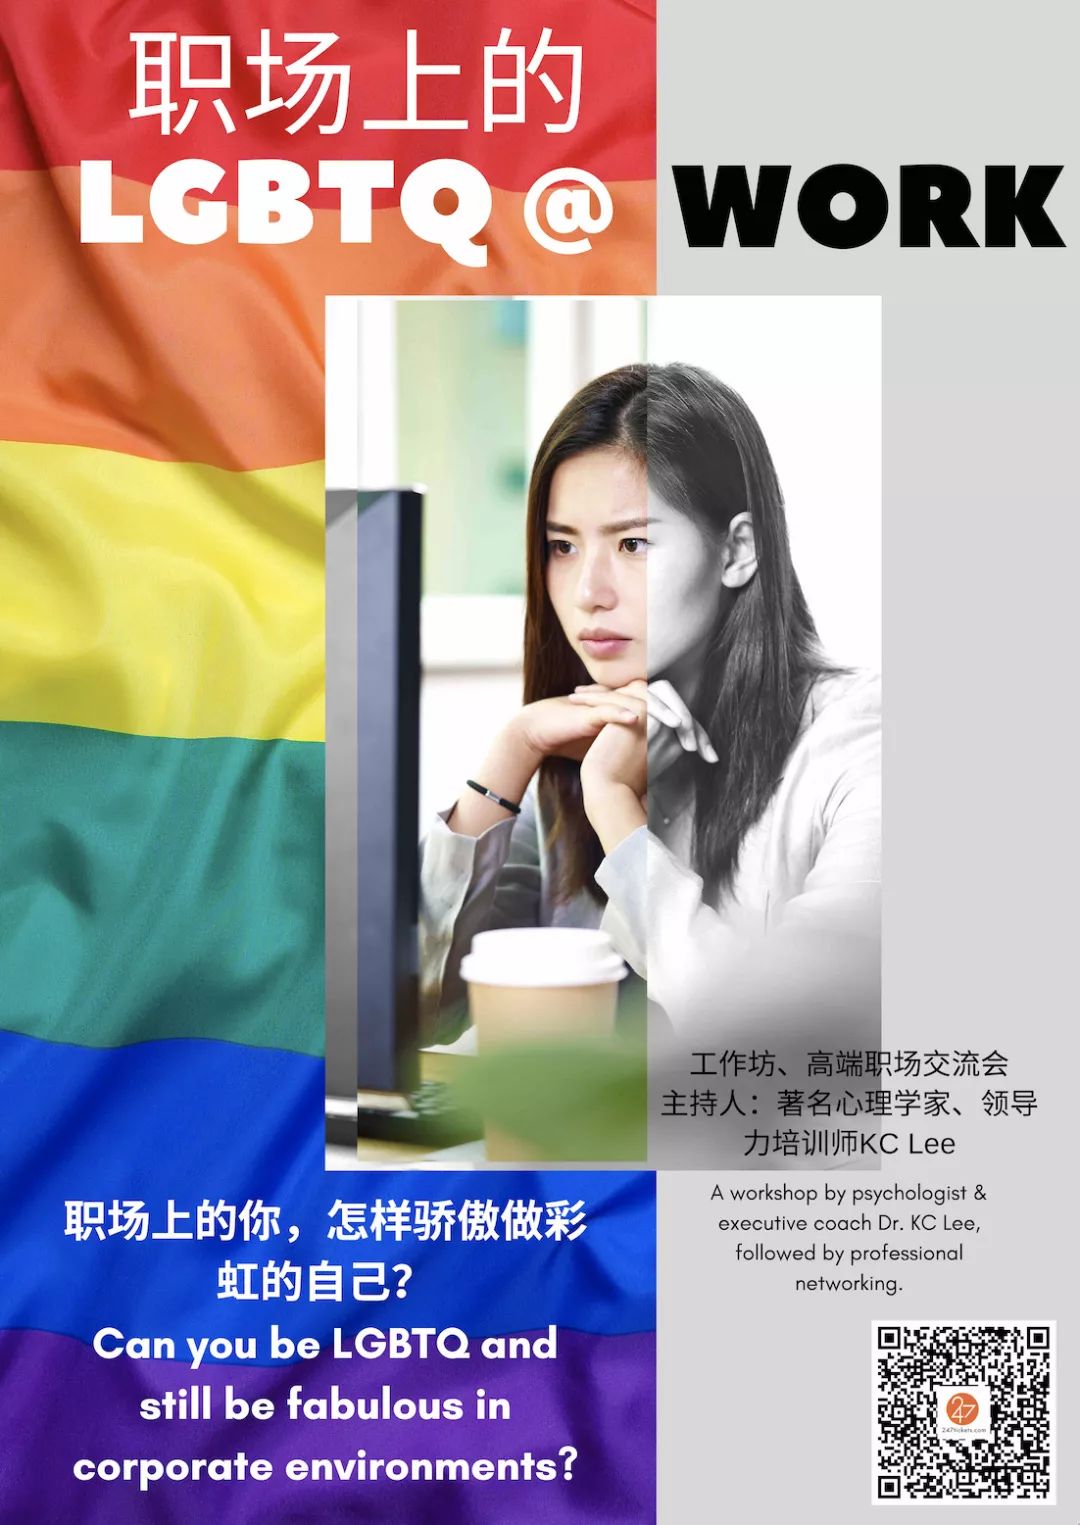 职场上的
LGBTQ @ WORK
工作坊、高端职场交流会
主持人：著名心理学家、领导
力培训师KC Lee
A workshop by psychologist &
executive coach Dr. KC Lee,
followed by professional
networking.
职场上的你，怎样骄傲做彩
虹的自己？
Can you be LGBTQ and
still be fabulous in
corporate environments?
247
247tickets.com